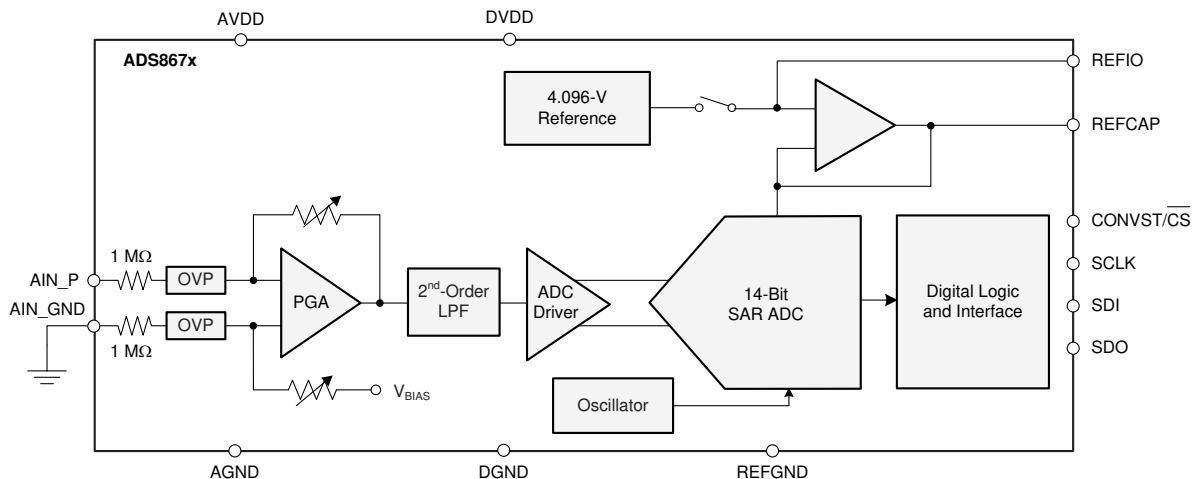 AVDD
DVDD
ADS867x
REFIO
4.096-V
Reference
REFCAP
CONVST/C̅S̅
1 MΩ
OVP
AIN_P
SCLK
PGA
2nd-Order
LPF
ADC
Driver
14-Bit
SAR ADC
Digital Logic
and Interface
AIN_GND
SDI
OVP
1 MΩ
SDO
VBIAS
Oscillator
AGND
DGND
REFGND